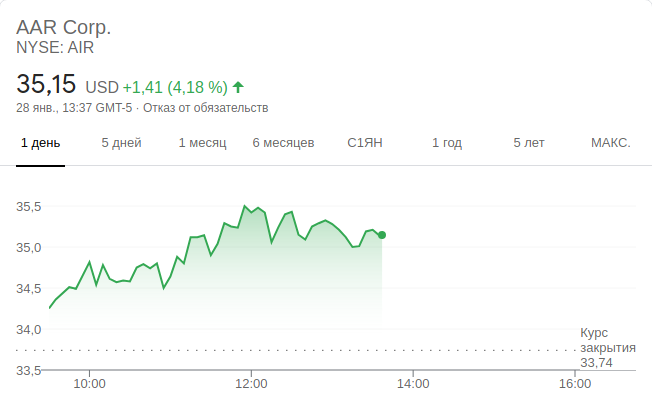 AAR Corp.
NYSE: AIR
35,15 USD +1,41 (4,18 %)
28 янв., 13:37 GMT-5 · Отказ от обязательств
1 день 5 дней 1 месяц 6 месяцев С1ЯН 1 год 5 лет МАКС.
35,5
35,0
34,5
34,0
Курс
закрытия
33,74
33,5
10:00 12:00 14:00 16:00